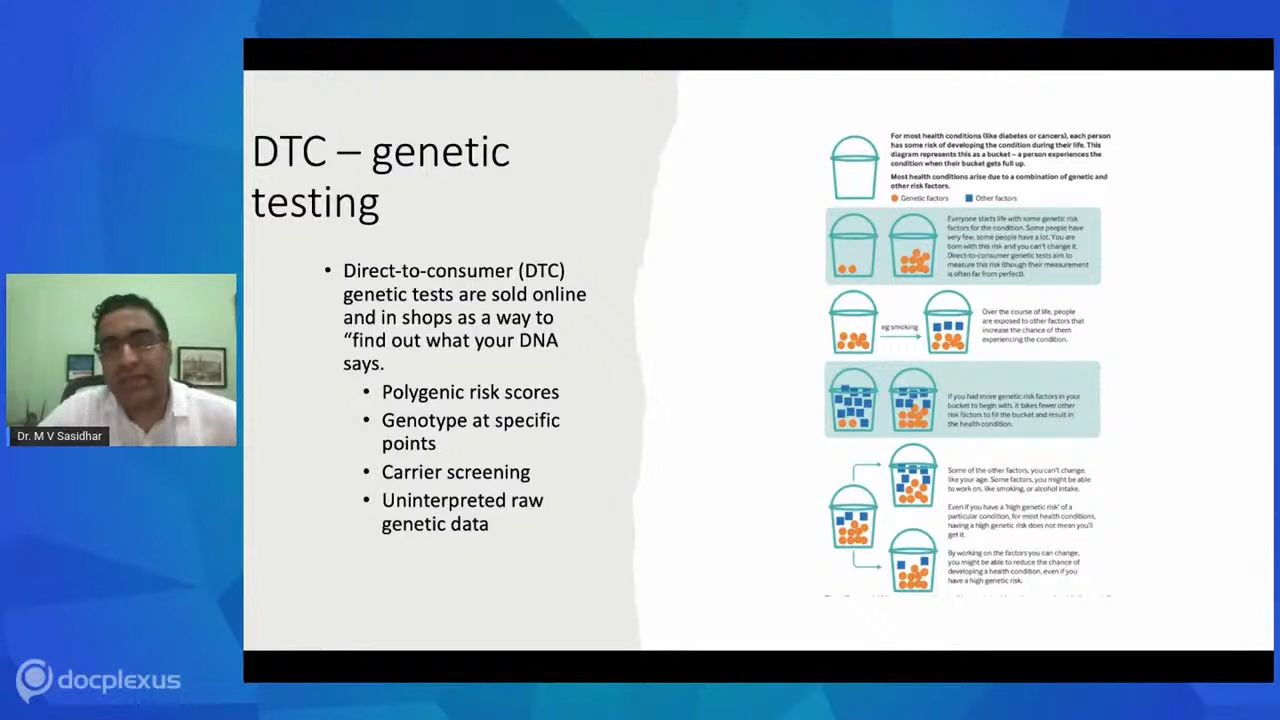 DTC – genetic
testing
• Direct-to-consumer (DTC)
genetic tests are sold online
and in shops as a way to
“find out what your DNA
says.
• Polygenic risk scores
• Genotype at specific
points
• Carrier screening
• Uninterpreted raw
genetic data
For most health conditions (like diabetes or cancers), each person
has some risk of developing the condition during their life. This
diagram represents this as a bucket – a person experiences the
condition when their bucket gets full up.
Most health conditions arise due to a combination of genetic and
other risk factors.
Genetic factors Other factors
Everyone starts life with some genetic risk
factors for the condition. Some people have
very few, some people have a lot. You are
born with this risk and you can't change it.
Direct-to-consumer genetic tests aim to
measure this risk (though their measurement
is often far from perfect).
eg smoking
Over the course of life, people
are exposed to other factors that
increase the chance of them
experiencing the condition.
If you had more genetic risk factors in your
bucket to begin with, it takes fewer other
risk factors to fill the bucket and result in
the health condition.
Some of the other factors, you can't change,
like your age. Some factors, you might be able
to work on, like smoking, or alcohol intake.
Even if you have a 'high genetic risk' of a
particular condition, for most health conditions,
having a high genetic risk does not mean you'll
get it.
By working on the factors you can change,
you might be able to reduce the chance of
developing a health condition, even if you
have a high genetic risk.
Dr. M V Sasidhar
docplexus